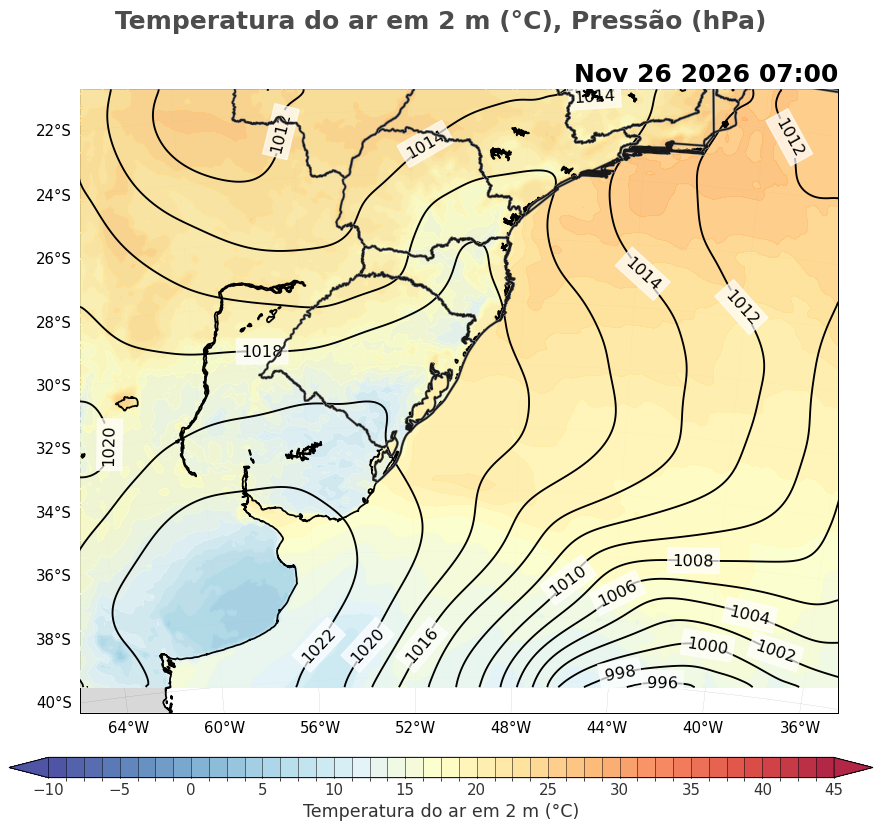 Temperatura do ar em 2 m (°C), Pressão (hPa)
Nov 26 2026 07:00
1014
1012
1012
1014
22°S
24°S
26°S
1014
1012
28°S
1018
30°S
1020
32°S
34°S
1008
1010
1006
36°S
1004
1022
1020
1016
1000
1002
38°S
998
996
40°S
64°W 60°W 56°W 52°W 48°W 44°W 40°W 36°W
−10 −5 0 5 10 15 20 25 30 35 40 45
Temperatura do ar em 2 m (°C)